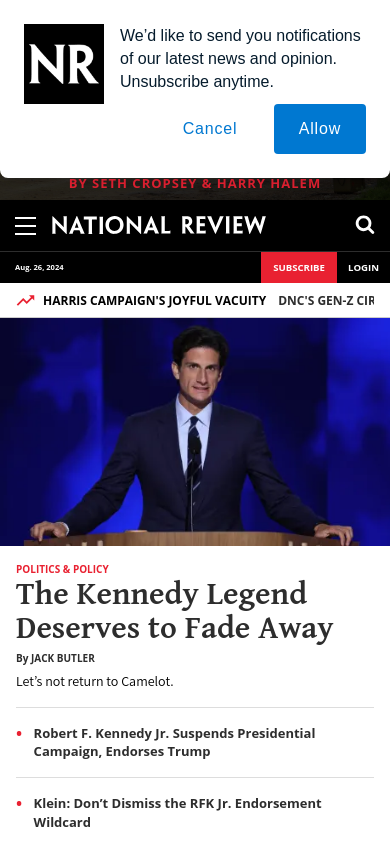 NR
We’d like to send you notifications
of our latest news and opinion.
Unsubscribe anytime.
Cancel
Allow
BY SETH CROPSEY & HARRY HALEM
NATIONAL REVIEW
Aug. 26, 2024
SUBSCRIBE
LOGIN
HARRIS CAMPAIGN'S JOYFUL VACUITY
DNC'S GEN-Z CIR
POLITICS & POLICY
The Kennedy Legend
Deserves to Fade Away
By JACK BUTLER
Let’s not return to Camelot.
Robert F. Kennedy Jr. Suspends Presidential
Campaign, Endorses Trump
Klein: Don’t Dismiss the RFK Jr. Endorsement
Wildcard